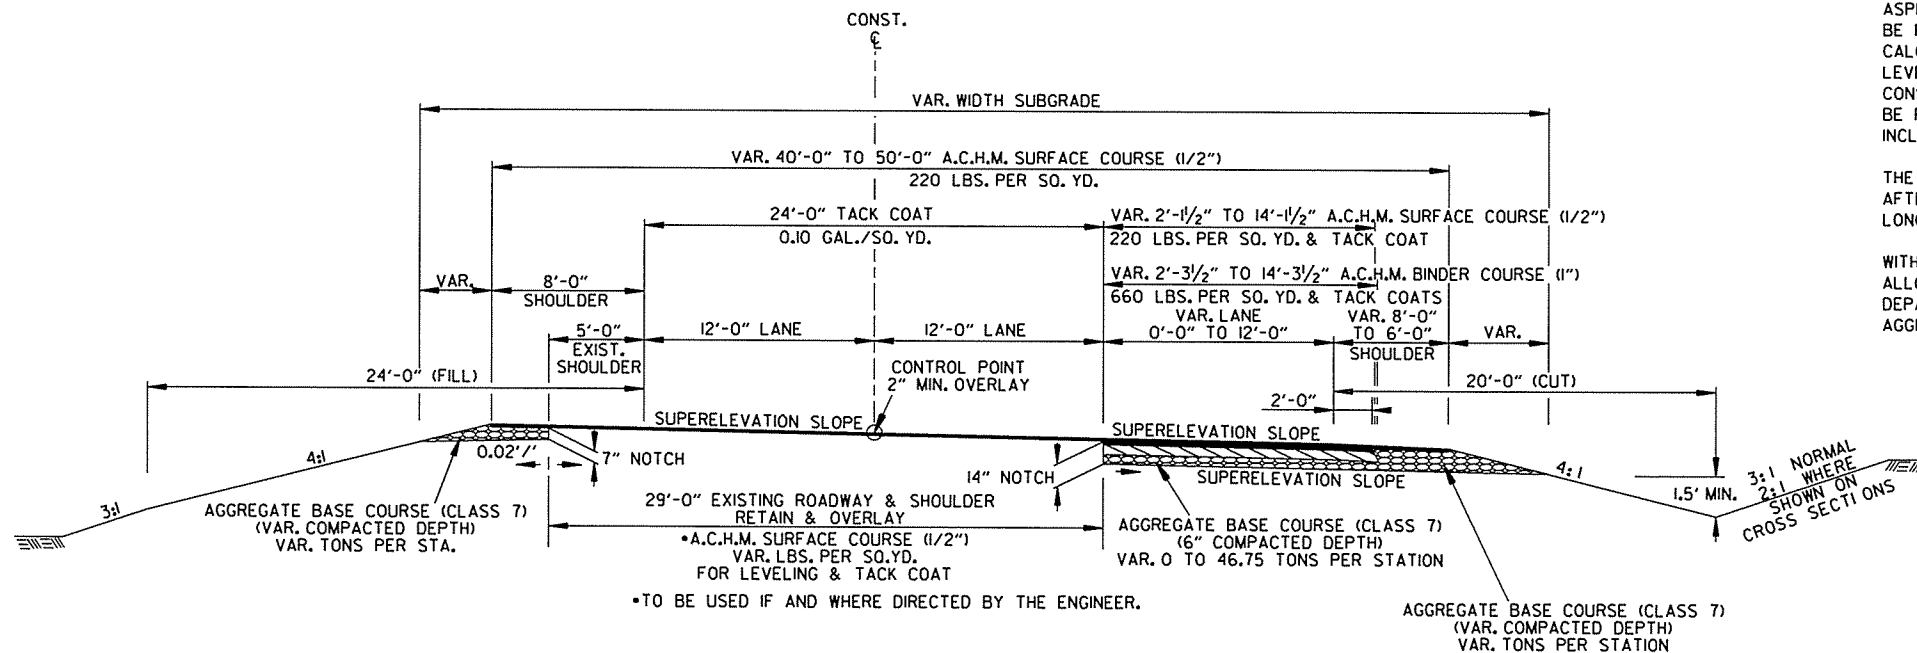 CONST.
℄
VAR. WIDTH SUBGRADE
VAR. 40'-0" TO 50'-0" A.C.H.M. SURFACE COURSE (1/2")
220 LBS. PER SQ. YD.
24'-0" TACK COAT
0.10 GAL./SQ. YD.
VAR. 2'-1½" TO 14'-1½" A.C.H.M. SURFACE COURSE (1/2")
220 LBS. PER SQ. YD. & TACK COAT
VAR. 2'-3½" TO 14'-3½" A.C.H.M. BINDER COURSE (1")
660 LBS. PER SQ. YD. & TACK COATS
VAR.
8'-0"
SHOULDER
5'-0"
EXIST.
SHOULDER
12'-0" LANE
12'-0" LANE
VAR. LANE
0'-0" TO 12'-0"
VAR. 8'-0"
TO 6'-0"
SHOULDER
VAR.
24'-0" (FILL)
CONTROL POINT
2" MIN. OVERLAY
20'-0" (CUT)
2'-0"
SUPERELEVATION SLOPE
SUPERELEVATION SLOPE
0.02'/'
7" NOTCH
14" NOTCH
SUPERELEVATION SLOPE
4:1
3:1
4:1
1.5' MIN.
3:1 NORMAL
2:1 WHERE
SHOWN ON
CROSS SECTIONS
AGGREGATE BASE COURSE (CLASS 7)
(VAR. COMPACTED DEPTH)
VAR. TONS PER STA.
29'-0" EXISTING ROADWAY & SHOULDER
RETAIN & OVERLAY
•A.C.H.M. SURFACE COURSE (1/2")
VAR. LBS. PER SQ.YD.
FOR LEVELING & TACK COAT
•TO BE USED IF AND WHERE DIRECTED BY THE ENGINEER.
AGGREGATE BASE COURSE (CLASS 7)
(6" COMPACTED DEPTH)
VAR. 0 TO 46.75 TONS PER STATION
AGGREGATE BASE COURSE (CLASS 7)
(VAR. COMPACTED DEPTH)
VAR. TONS PER STATION
BE
THE
WITH